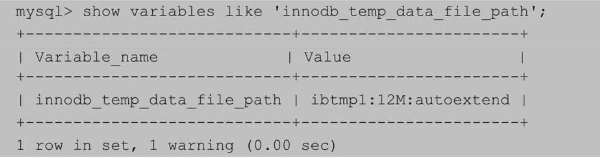 mysql> show variables like 'innodb_temp_data_file_path';
+----------------------------+-----------------------+
| Variable_name              | Value                 |
+----------------------------+-----------------------+
| innodb_temp_data_file_path | ibtmp1:12M:autoextend |
+----------------------------+-----------------------+
1 row in set, 1 warning (0.00 sec)